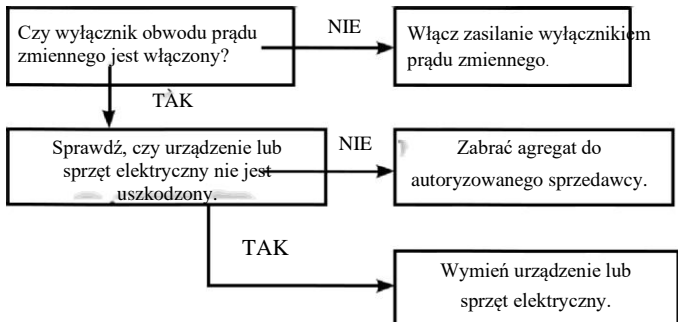 Czy wyłącznik obwodu prądu
zmiennego jest włączony?
NIE
Włącz zasilanie wyłącznikiem
prądu zmiennego.
TAK
Sprawdź, czy urządzenie lub
sprzęt elektryczny nie jest
uszkodzony.
NIE
Zabrać agregat do
autoryzowanego sprzedawcy.
TAK
Wymień urządzenie lub
sprzęt elektryczny.